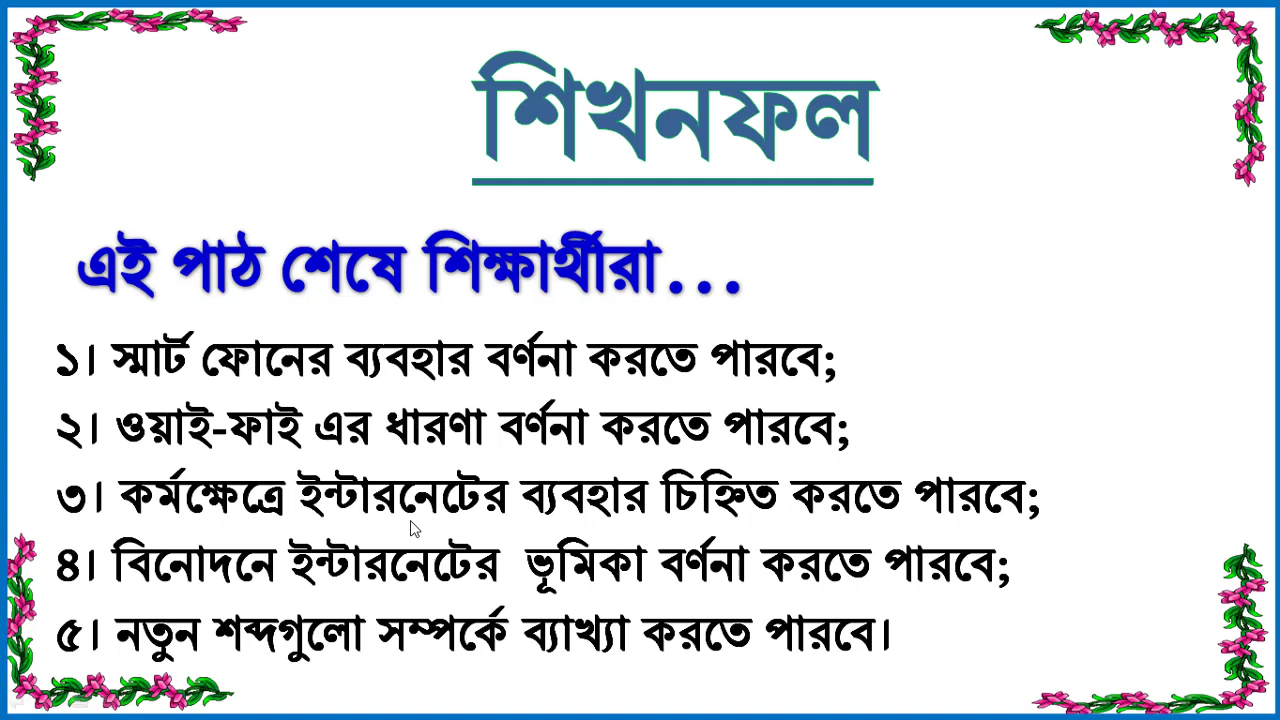 শিখনফল
এই পাঠ শেষে শিক্ষার্থীরা...
১। স্মার্ট ফোনের ব্যবহার বর্ণনা করতে পারবে;
২। ওয়াই-ফাই এর ধারণা বর্ণনা করতে পারবে;
৩। কর্মক্ষেত্রে ইন্টারনেটের ব্যবহার চিহ্নিত করতে পারবে;
৪। বিনোদনে ইন্টারনেটের ভূমিকা বর্ণনা করতে পারবে;
৫। নতুন শব্দগুলো সম্পর্কে ব্যাখ্যা করতে পারবে।